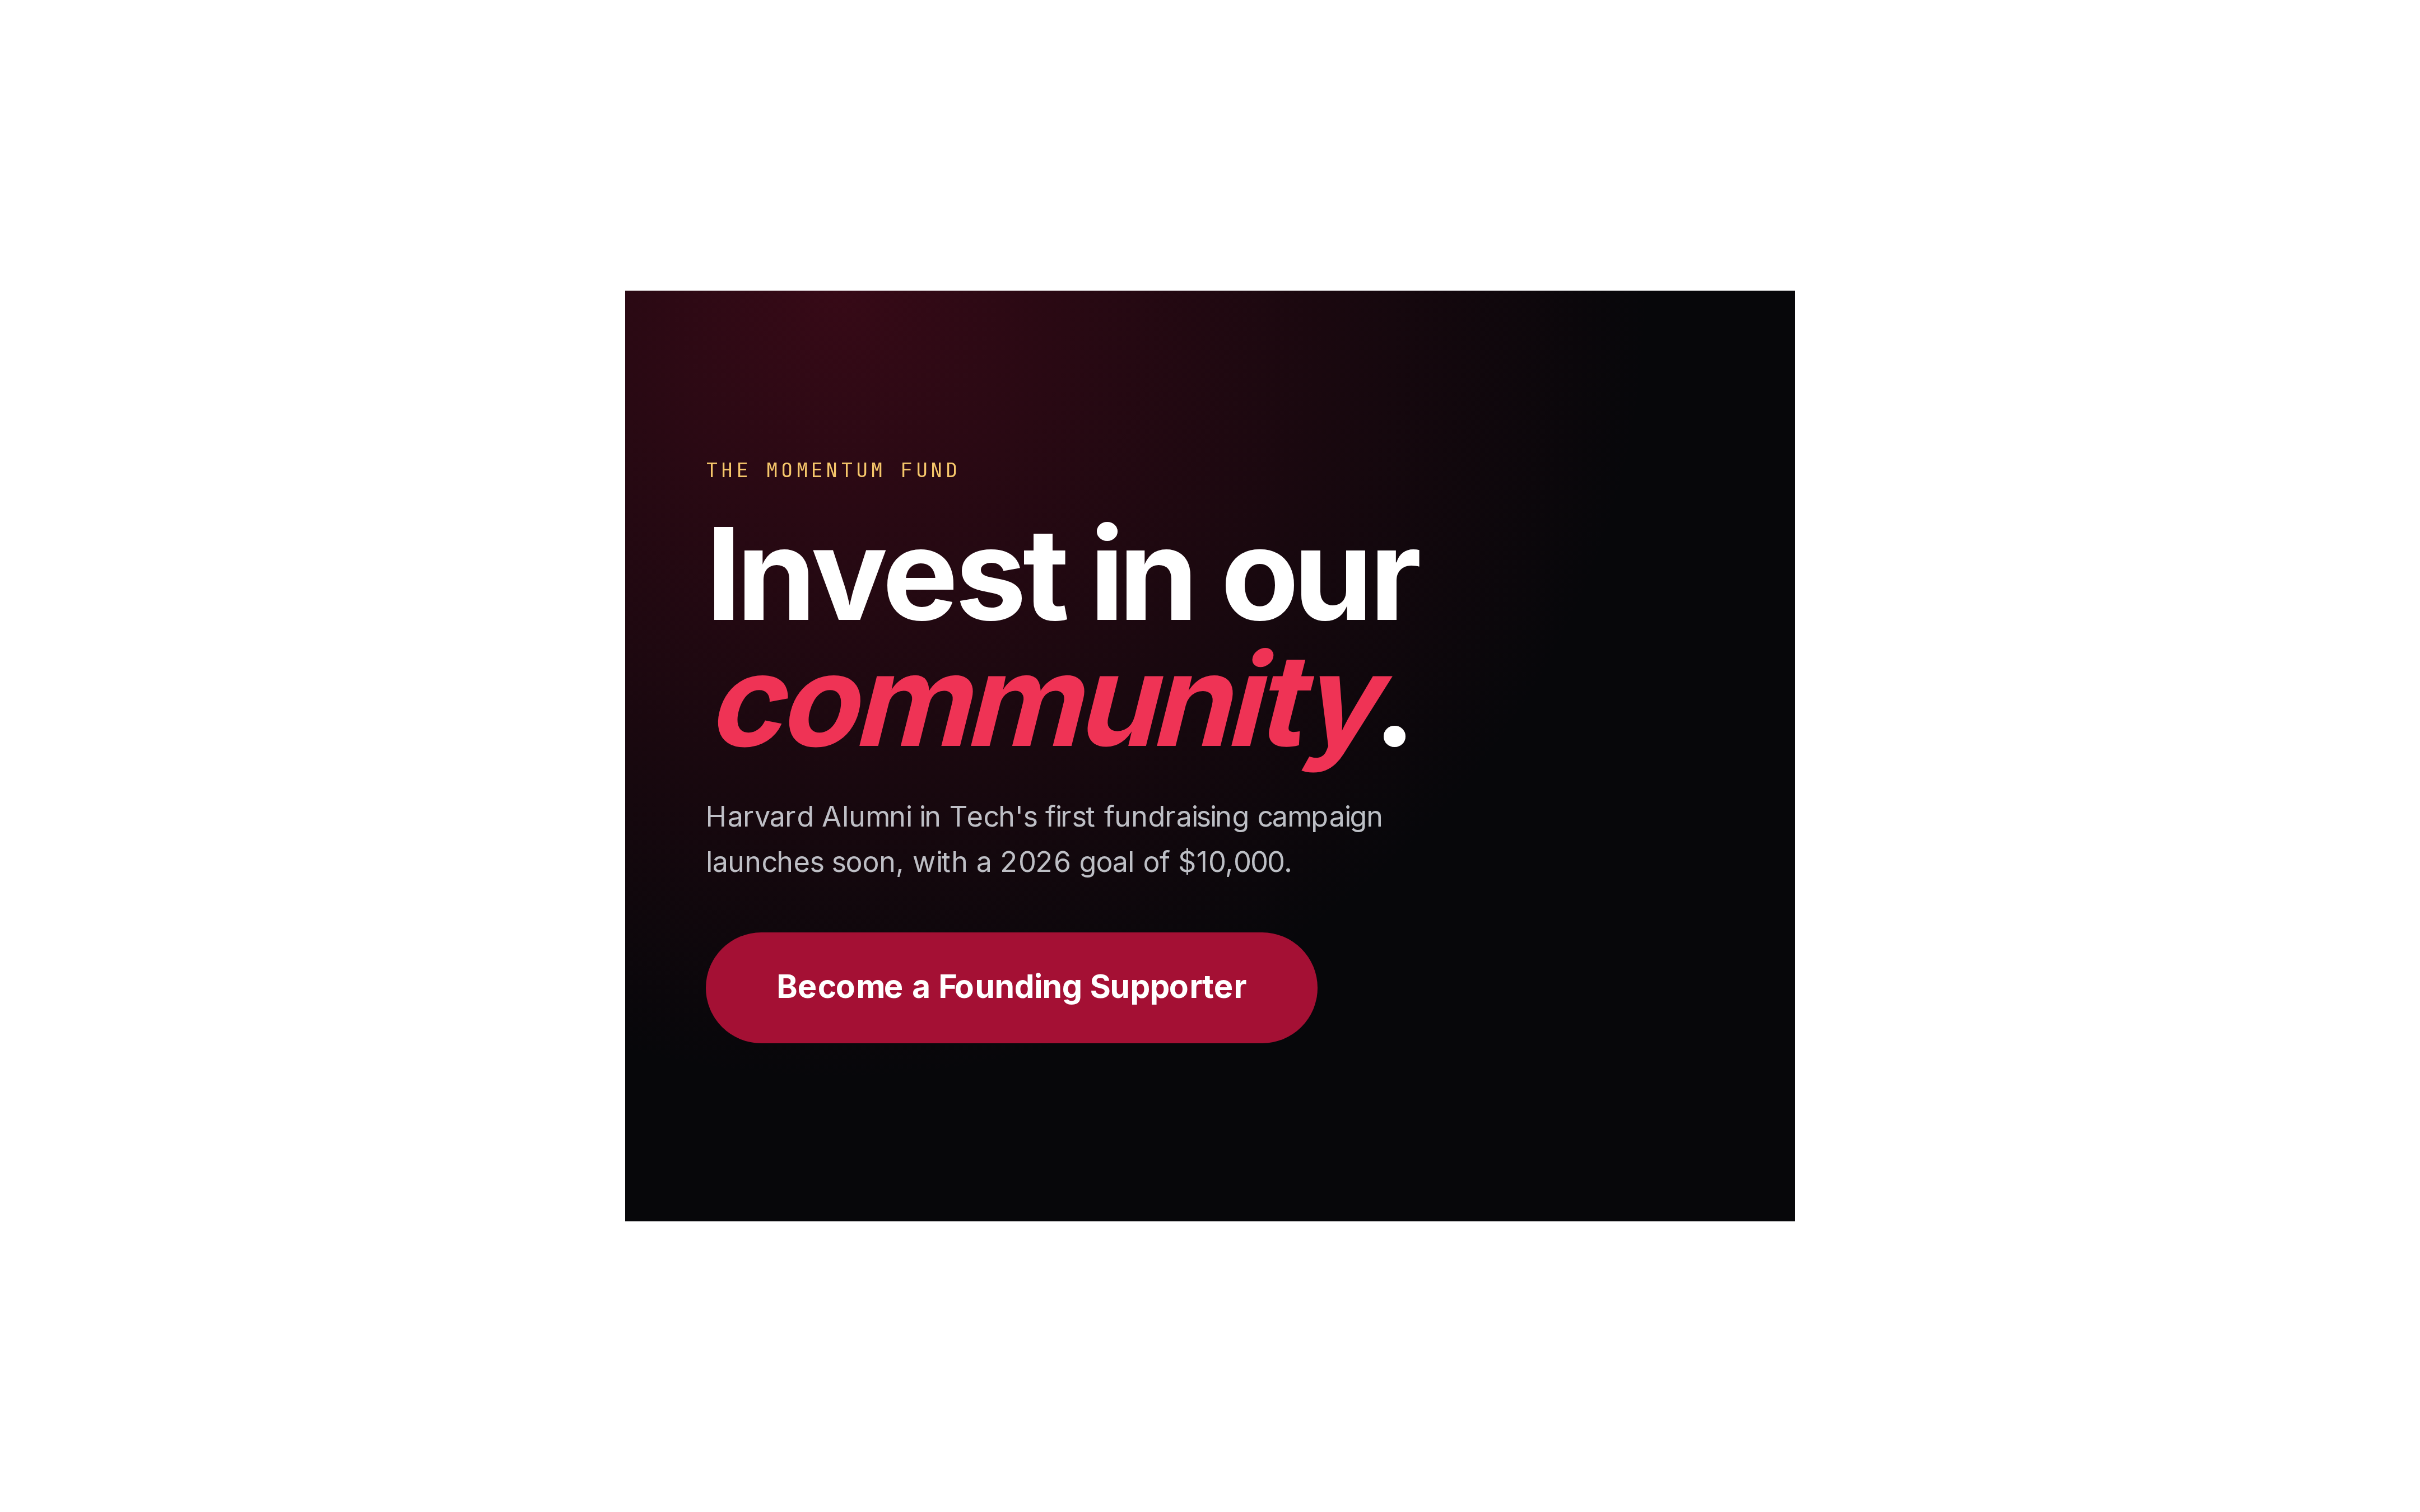 THE MOMENTUM FUND
Invest in our
community.
Harvard Alumni in Tech's first fundraising campaign
launches soon, with a 2026 goal of $10,000.
Become a Founding Supporter